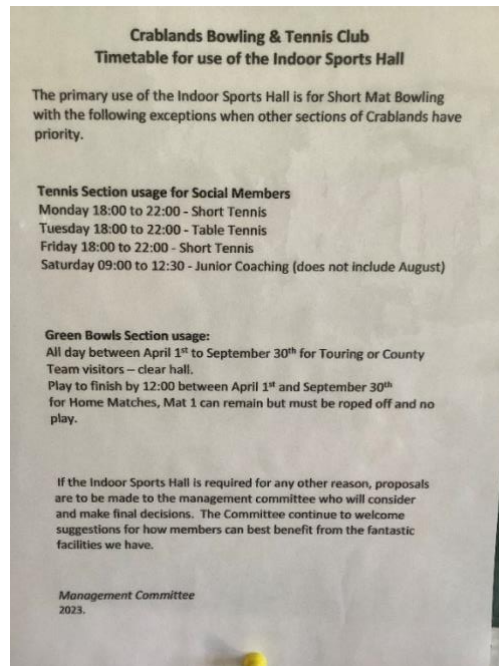 Crablands Bowling & Tennis Club
Timetable for use of the Indoor Sports Hall
The primary use of the Indoor Sports Hall is for Short Mat Bowling
with the following exceptions when other sections of Crablands have
priority.
Tennis Section usage for Social Members
Monday 18:00 to 22:00 - Short Tennis
Tuesday 18:00 to 22:00 - Table Tennis
Friday 18:00 to 22:00 - Short Tennis
Saturday 09:00 to 12:30 - Junior Coaching (does not include August)
Green Bowls Section usage:
All day between April 1st to September 30th for Touring or County
Team visitors – clear hall.
Play to finish by 12:00 between April 1st and September 30th
for Home Matches, Mat 1 can remain but must be roped off and no
play.
If the Indoor Sports Hall is required for any other reason, proposals
are to be made to the management committee who will consider
and make final decisions. The Committee continue to welcome
suggestions for how members can best benefit from the fantastic
facilities we have.
Management Committee
2023.